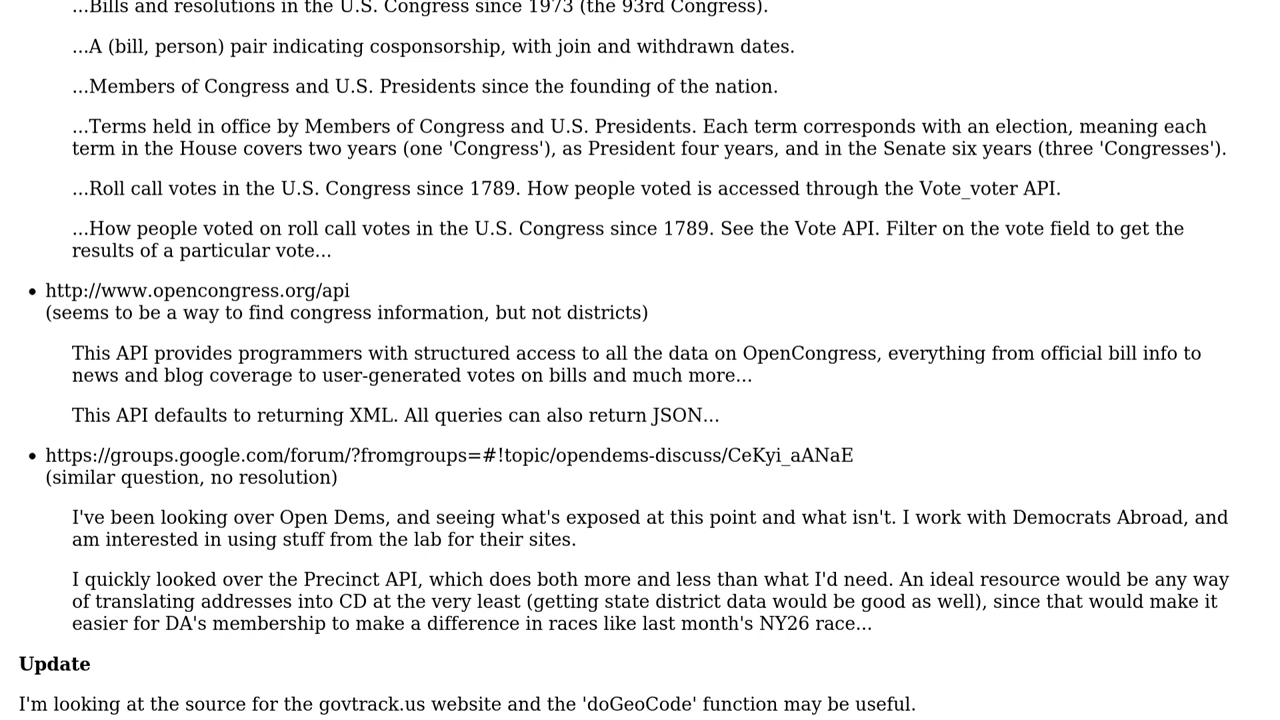 ...Bills and resolutions in the U.S. Congress since 1973 (the 93rd Congress).
...A (bill, person) pair indicating cosponsorship, with join and withdrawn dates.
...Members of Congress and U.S. Presidents since the founding of the nation.
...Terms held in office by Members of Congress and U.S. Presidents. Each term corresponds with an election, meaning each
term in the House covers two years (one 'Congress'), as President four years, and in the Senate six years (three 'Congresses').
...Roll call votes in the U.S. Congress since 1789. How people voted is accessed through the Vote_voter API.
...How people voted on roll call votes in the U.S. Congress since 1789. See the Vote API. Filter on the vote field to get the
results of a particular vote...
• http://www.opencongress.org/api
(seems to be a way to find congress information, but not districts)
This API provides programmers with structured access to all the data on OpenCongress, everything from official bill info to
news and blog coverage to user-generated votes on bills and much more...
This API defaults to returning XML. All queries can also return JSON...
• https://groups.google.com/forum/?fromgroups=#!topic/opendems-discuss/CeKyi_aANaE
(similar question, no resolution)
I've been looking over Open Dems, and seeing what's exposed at this point and what isn't. I work with Democrats Abroad, and
am interested in using stuff from the lab for their sites.
I quickly looked over the Precinct API, which does both more and less than what I'd need. An ideal resource would be any way
of translating addresses into CD at the very least (getting state district data would be good as well), since that would make it
easier for DA's membership to make a difference in races like last month's NY26 race...
Update
I'm looking at the source for the govtrack.us website and the 'doGeoCode' function may be useful.